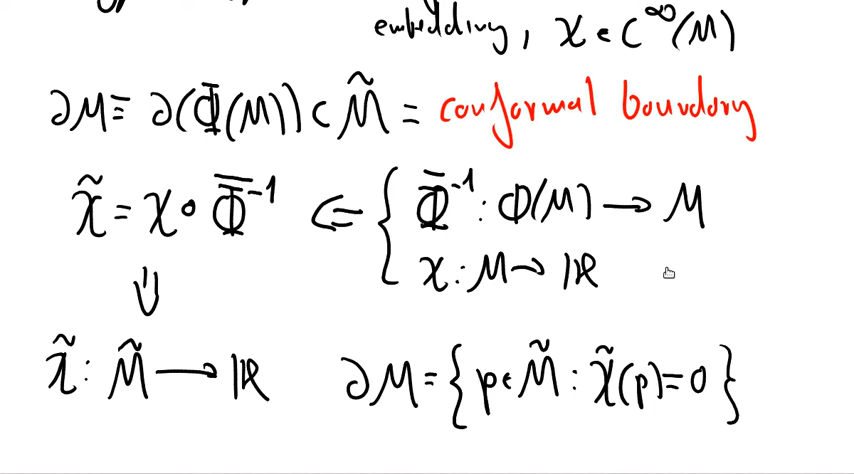 embedding, χ ∈ C^∞(M)
∂M ≡ ∂(Φ(M)) ⊂ M̃ = conformal boundary
χ̃ = χ ∘ Φ⁻¹ ⇐ { Φ⁻¹ : Φ(M) → M
χ : M → ℝ
⇓
χ̃ : M̃ → ℝ ∂M = { p ∈ M̃ : χ̃(p) = 0 }